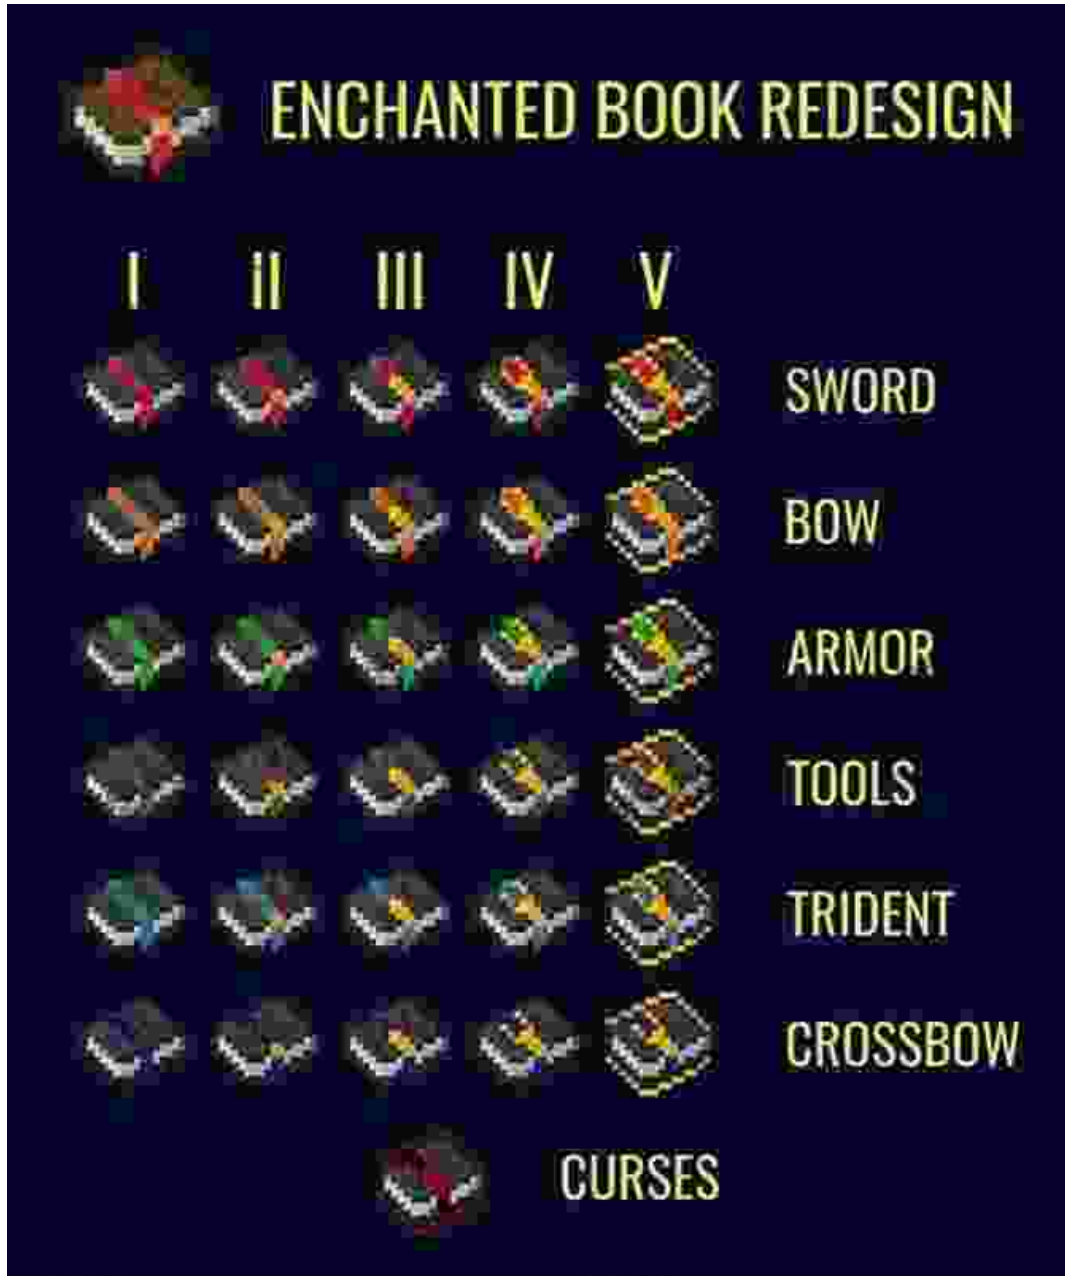 ENCHANTED BOOK REDESIGN
I iI III IV V
SWORD
BOW
ARMOR
TOOLS
TRIDENT
CROSSBOW
CURSES